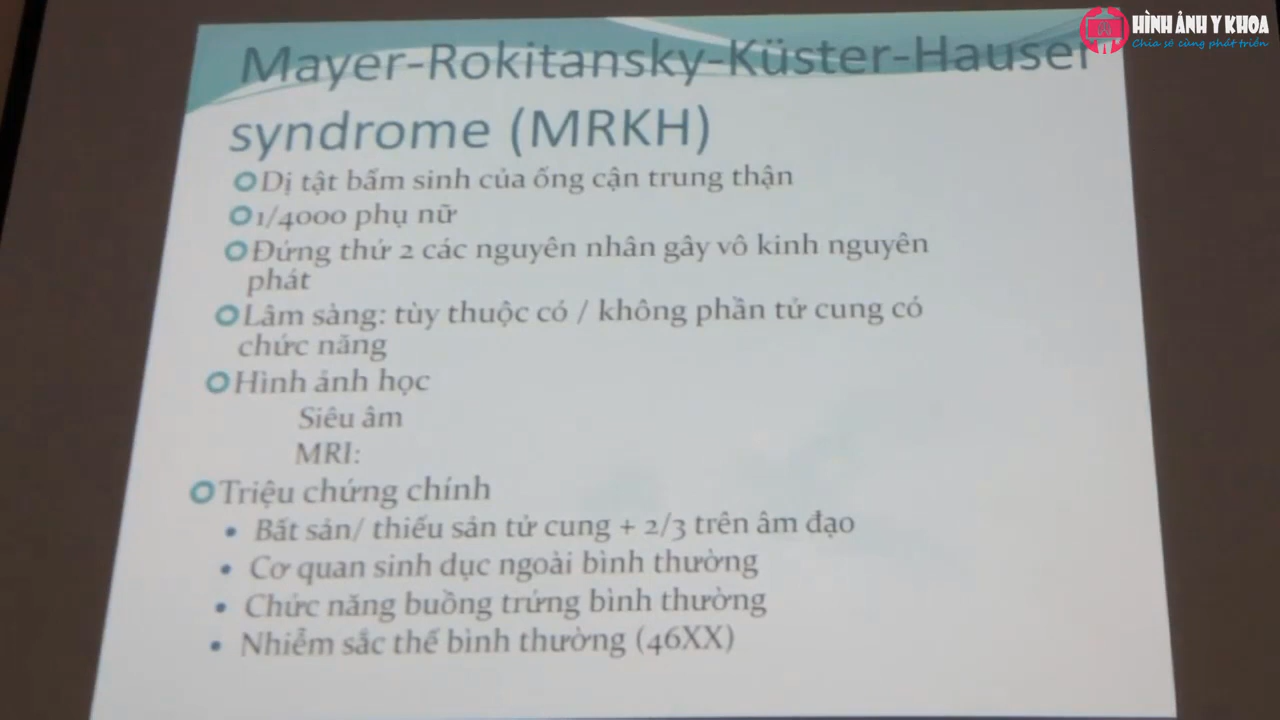 HÌNH ẢNH Y KHOA
Chia sẻ cùng phát triển
Mayer-Rokitansky-Küster-Hauser
syndrome (MRKH)
Dị tật bẩm sinh của ống cận trung thận
1/4000 phụ nữ
Đứng thứ 2 các nguyên nhân gây vô kinh nguyên
phát
Lâm sàng: tùy thuộc có / không phần tử cung có
chức năng
Hình ảnh học
Siêu âm
MRI:
Triệu chứng chính
• Bất sản/ thiểu sản tử cung + 2/3 trên âm đạo
• Cơ quan sinh dục ngoài bình thường
• Chức năng buồng trứng bình thường
• Nhiễm sắc thể bình thường (46XX)